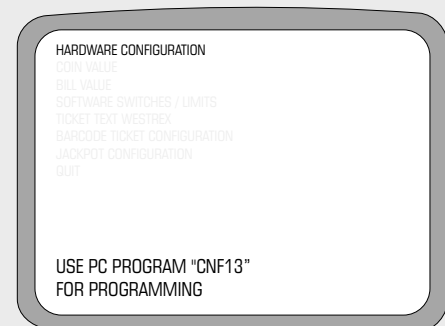 HARDWARE CONFIGURATION
COIN VALUE
BILL VALUE
SOFTWARE SWITCHES / LIMITS
TICKET TEXT WESTREX
BARCODE TICKET CONFIGURATION
JACKPOT CONFIGURATION
QUIT
USE PC PROGRAM "CNF13"
FOR PROGRAMMING